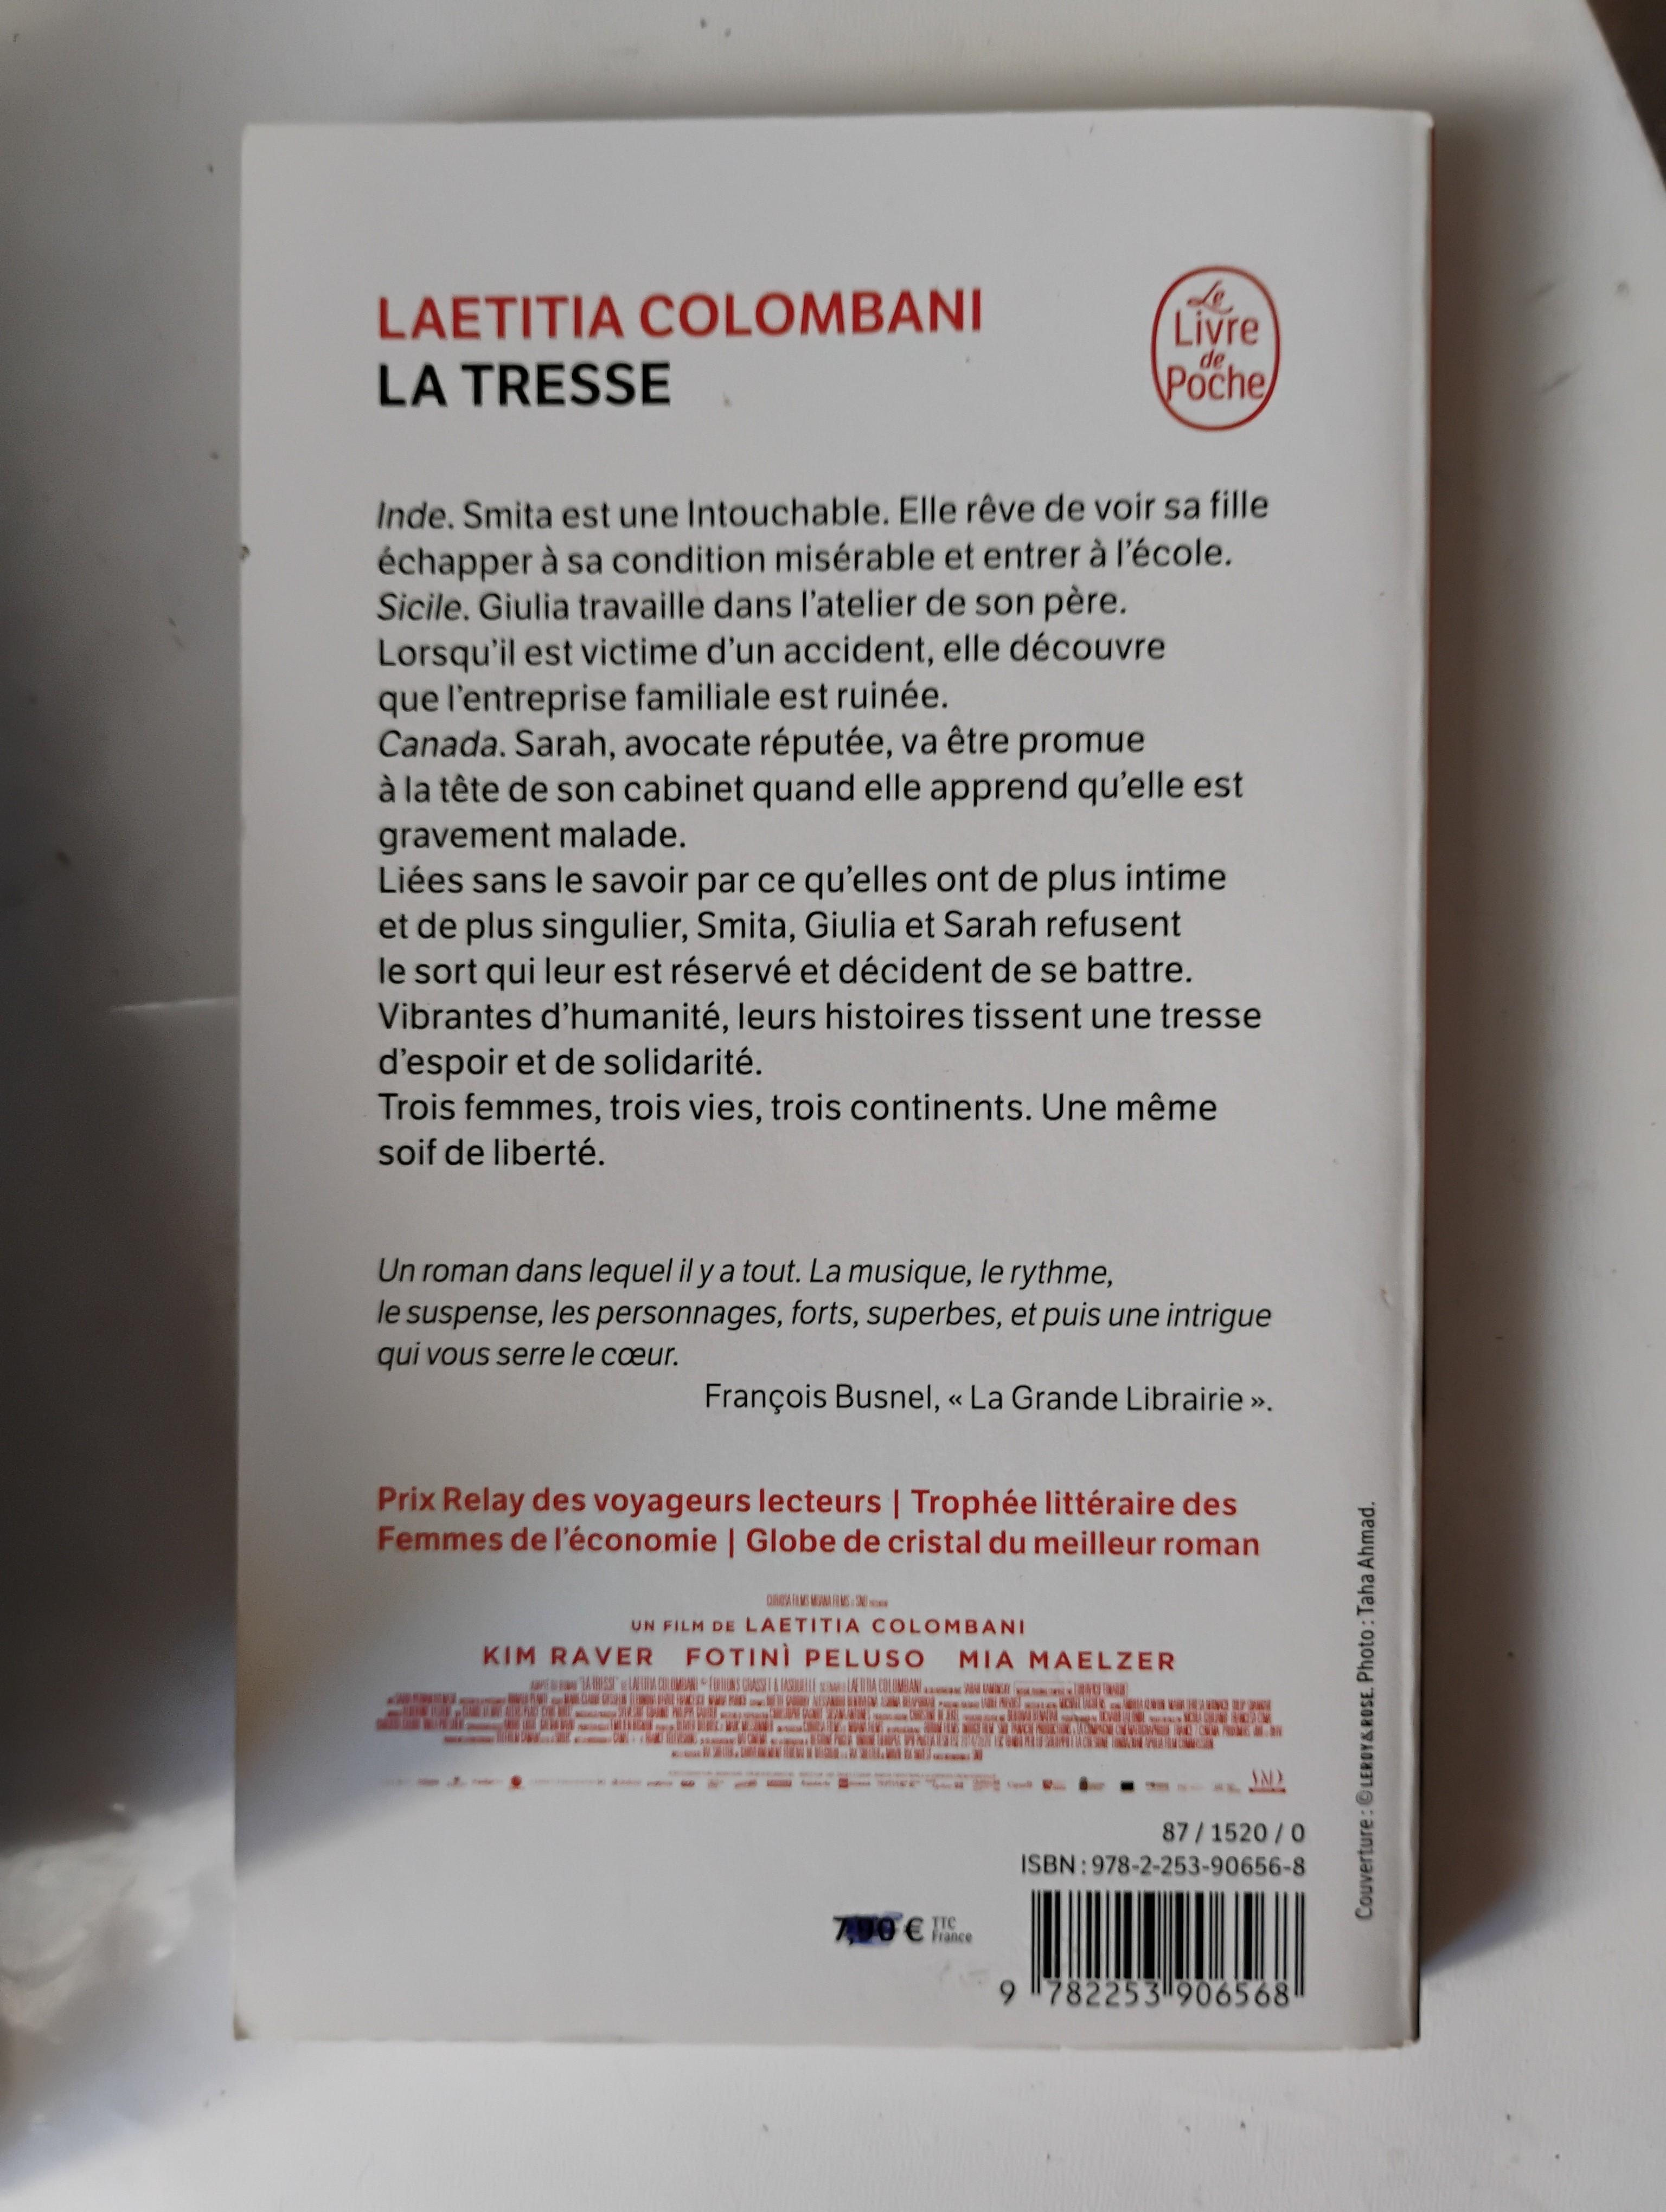 LAETITIA COLOMBANI
LA TRESSE
Le
Livre
de
Poche
Inde. Smita est une Intouchable. Elle rêve de voir sa fille
échapper à sa condition misérable et entrer à l'école.
Sicile. Giulia travaille dans l'atelier de son père.
Lorsqu'il est victime d'un accident, elle découvre
que l'entreprise familiale est ruinée.
Canada. Sarah, avocate réputée, va être promue
à la tête de son cabinet quand elle apprend qu'elle est
gravement malade.
Liées sans le savoir par ce qu'elles ont de plus intime
et de plus singulier, Smita, Giulia et Sarah refusent
le sort qui leur est réservé et décident de se battre.
Vibrantes d'humanité, leurs histoires tissent une tresse
d'espoir et de solidarité.
Trois femmes, trois vies, trois continents. Une même
soif de liberté.
Un roman dans lequel il y a tout. La musique, le rythme,
le suspense, les personnages, forts, superbes, et puis une intrigue
qui vous serre le cœur.
François Busnel, « La Grande Librairie ».
Prix Relay des voyageurs lecteurs | Trophée littéraire des
Femmes de l'économie | Globe de cristal du meilleur roman
UN FILM DE LAETITIA COLOMBANI
KIM RAVER FOTINÌ PELUSO MIA MAELZER
87 / 1520 / 0
ISBN : 978-2-253-90656-8
7,90 € TTC
France
9 782253 906568
Couverture : © LEROY & ROSE. Photo : Taha Ahmad.